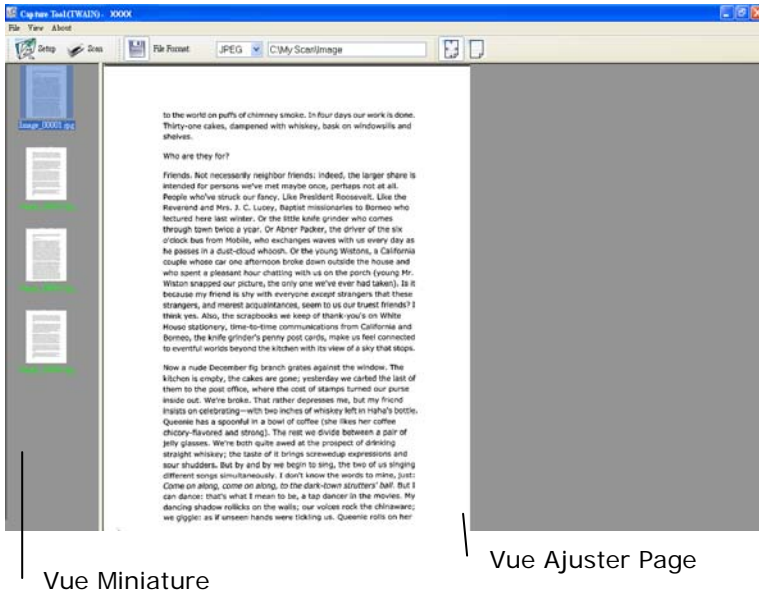 Capture Tool(TWAIN) - XXXX
File View About
Setup Scan File Format JPEG C:\My Scan\Image
Image_00001.jpg
to the world on puffs of chimney smoke. In four days our work is done.
Thirty-one cakes, dampened with whiskey, bask on windowsills and
shelves.
Who are they for?
Friends. Not necessarily neighbor friends: indeed, the larger share is
intended for persons we've met maybe once, perhaps not at all.
People who've struck our fancy. Like President Roosevelt. Like the
Reverend and Mrs. J. C. Lucey, Baptist missionaries to Borneo who
lectured here last winter. Or the little knife grinder who comes
through town twice a year. Or Abner Packer, the driver of the six
o'clock bus from Mobile, who exchanges waves with us every day as
he passes in a dust-cloud whoosh. Or the young Wistons, a California
couple whose car one afternoon broke down outside the house and
who spent a pleasant hour chatting with us on the porch (young Mr.
Wiston snapped our picture, the only one we've ever had taken). Is it
because my friend is shy with everyone except strangers that these
strangers, and merest acquaintances, seem to us our truest friends? I
think yes. Also, the scrapbooks we keep of thank-you's on White
House stationery, time-to-time communications from California and
Borneo, the knife grinder's penny post cards, make us feel connected
to eventful worlds beyond the kitchen with its view of a sky that stops.
Now a nude December fig branch grates against the window. The
kitchen is empty, the cakes are gone; yesterday we carted the last of
them to the post office, where the cost of stamps turned our purse
inside out. We're broke. That rather depresses me, but my friend
insists on celebrating—with two inches of whiskey left in Haha's bottle.
Queenie has a spoonful in a bowl of coffee (she likes her coffee
chicory-flavored and strong). The rest we divide between a pair of
jelly glasses. We're both quite awed at the prospect of drinking
straight whiskey; the taste of it brings screwedup expressions and
sour shudders. But by and by we begin to sing, the two of us singing
different songs simultaneously. I don't know the words to mine, just:
Come on along, come on along, to the dark-town strutters' ball. But I
can dance: that's what I mean to be, a tap dancer in the movies. My
dancing shadow rollicks on the walls; our voices rock the chinaware;
we giggle: as if unseen hands were tickling us. Queenie rolls on her
Vue Ajuster Page
Vue Miniature